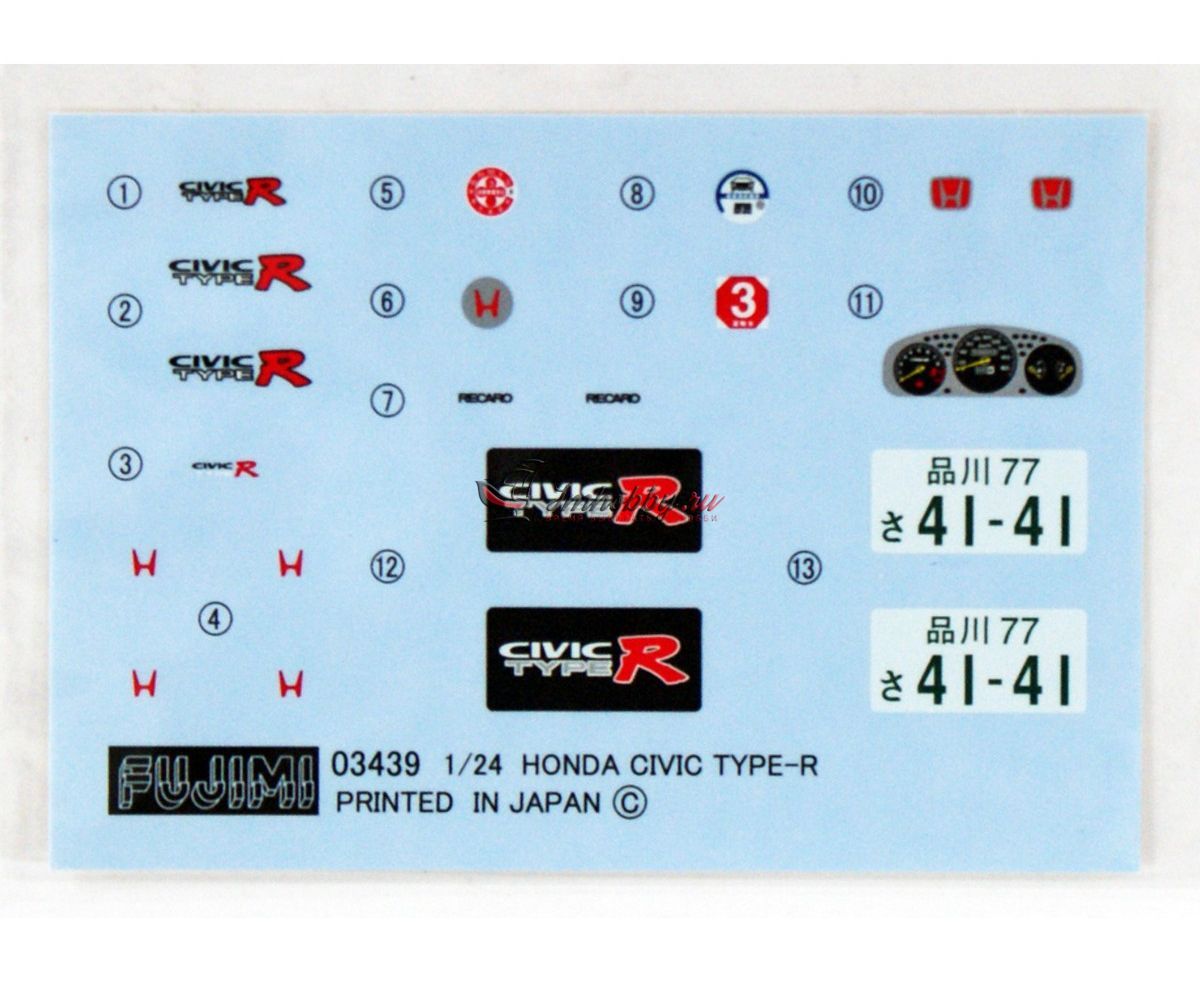 ① CIVIC TYPE R
⑤
⑧
⑩
CIVIC TYPE R
②
⑥
⑨ 3
⑪
CIVIC TYPE R
⑦ RECARO RECARO
③ CIVIC R
CIVIC TYPE R
hobby.ru
品川 77
さ 41-41
④
⑫
⑬
CIVIC TYPE R
品川 77
さ 41-41
FUJIMI 03439 1/24 HONDA CIVIC TYPE-R
PRINTED IN JAPAN Ⓒ